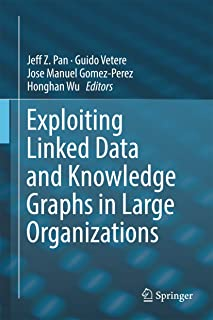 Jeff Z. Pan · Guido Vetere
Jose Manuel Gomez-Perez
Honghan Wu Editors
Exploiting
Linked Data
and Knowledge
Graphs in Large
Organizations
Springer